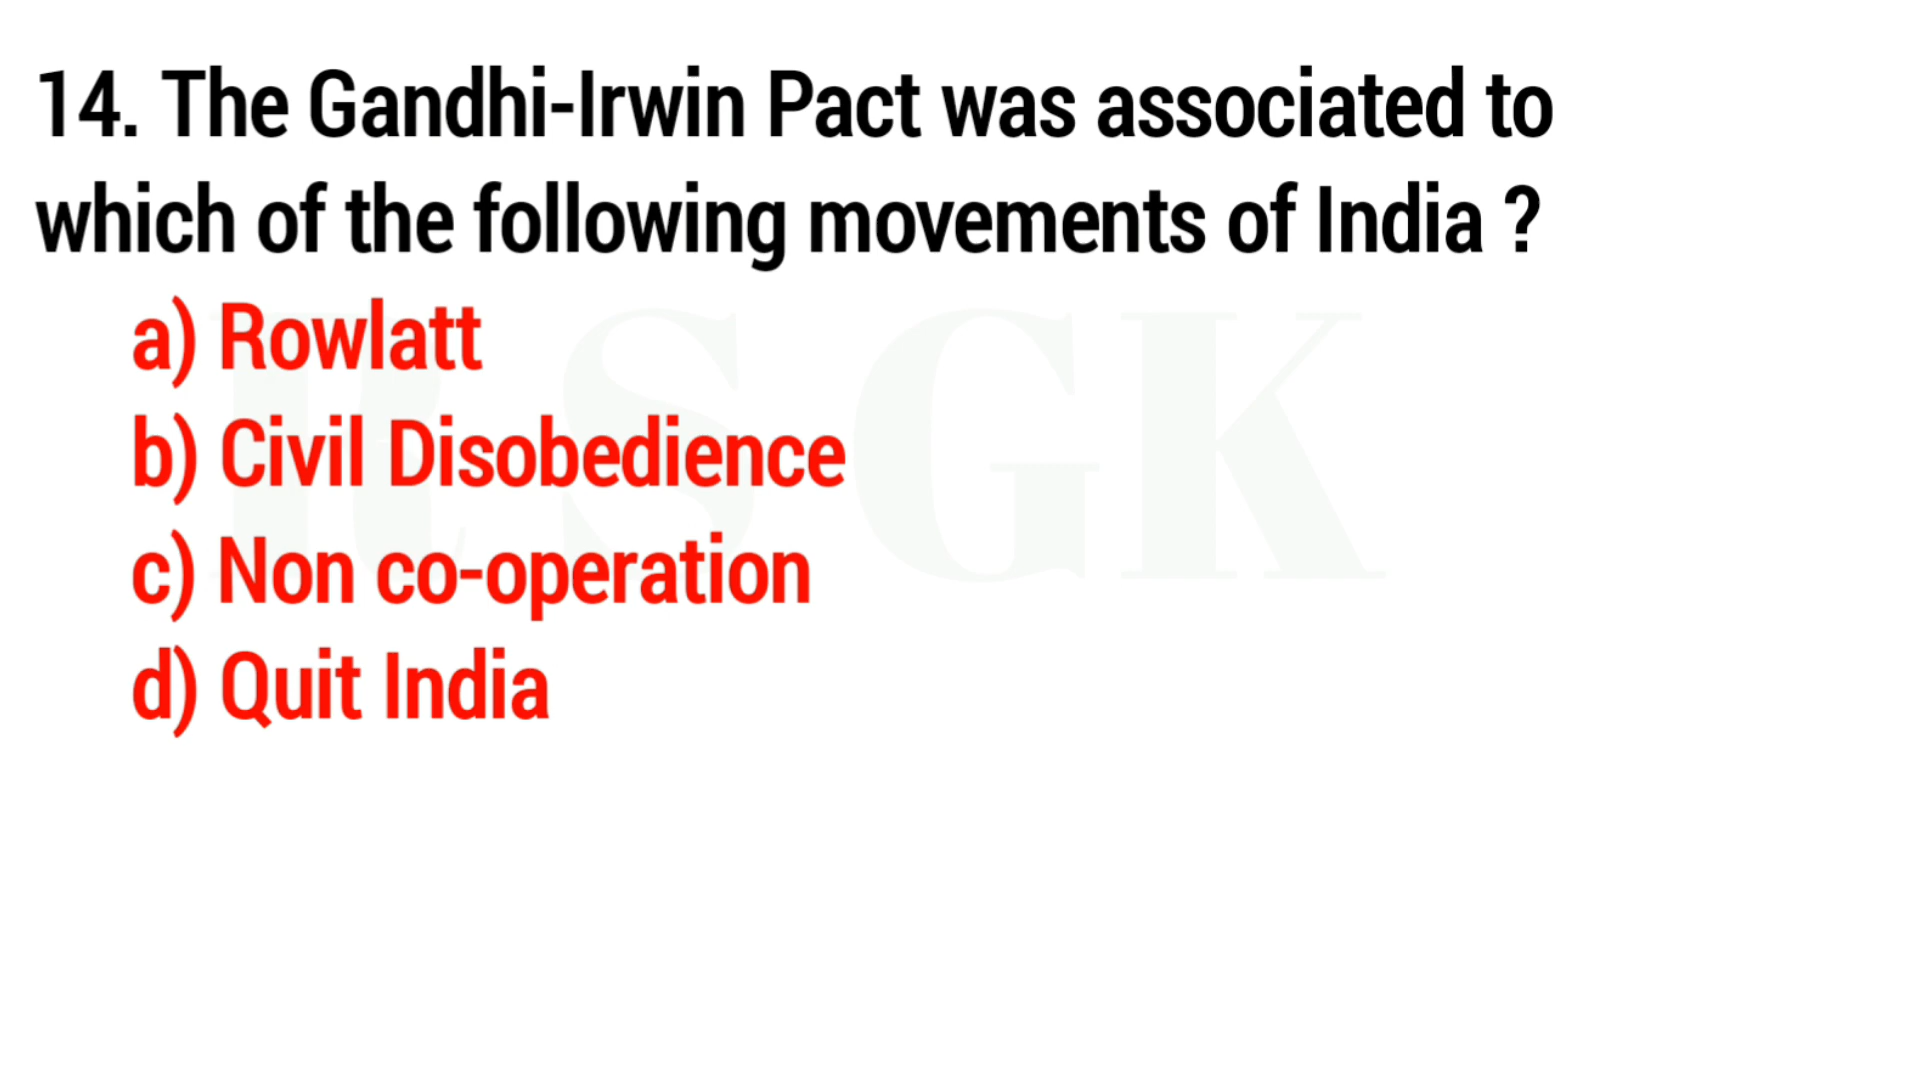 14. The Gandhi-Irwin Pact was associated to
which of the following movements of India ?
a) Rowlatt
b) Civil Disobedience
c) Non co-operation
d) Quit India